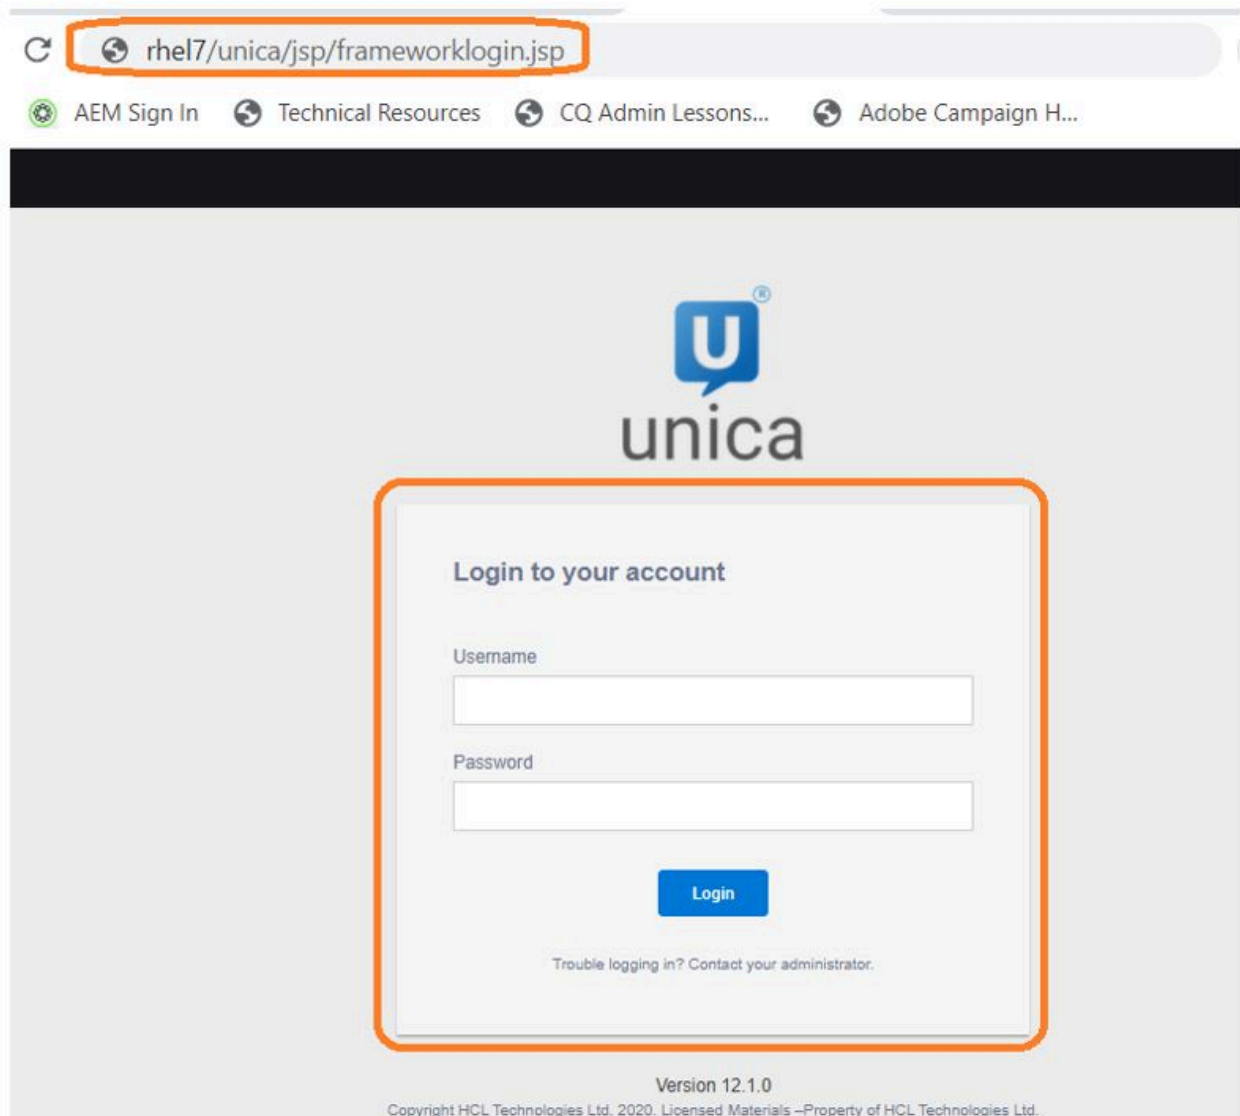 rhel7/unica/jsp/frameworklogin.jsp
AEM Sign In Technical Resources CQ Admin Lessons... Adobe Campaign H...
U®
unica
Login to your account
Username
Password
Login
Trouble logging in? Contact your administrator.
Version 12.1.0
Copyright HCL Technologies Ltd. 2020. Licensed Materials –Property of HCL Technologies Ltd.